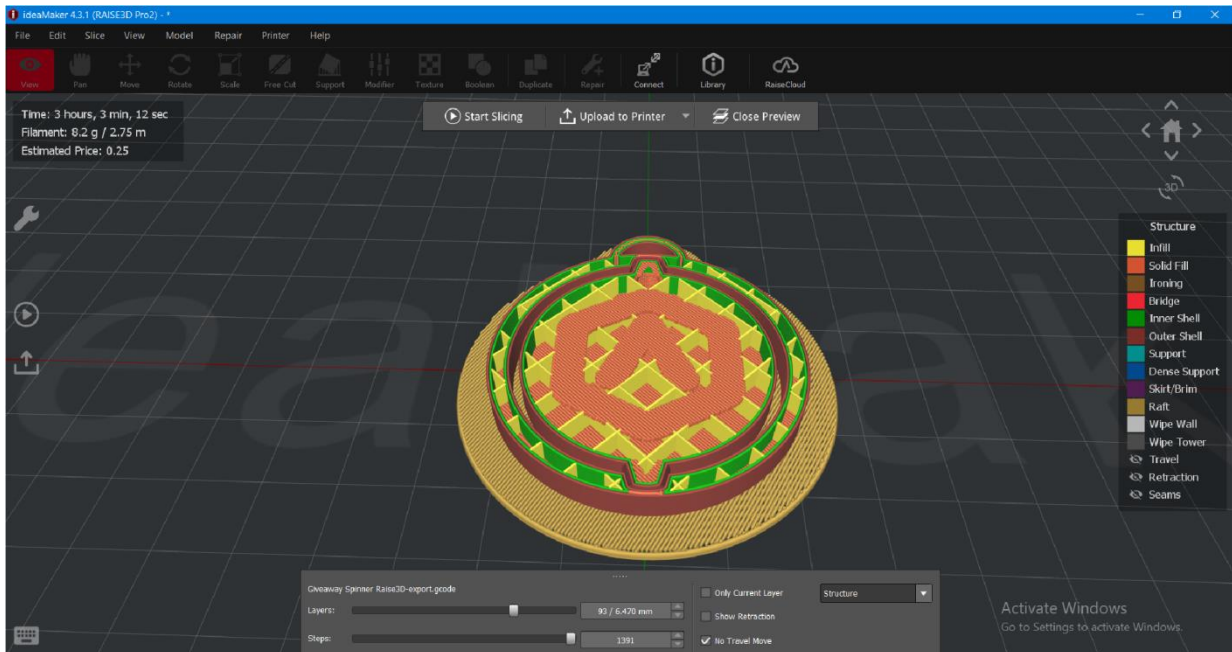 ideaMaker 4.3.1 (RAISE3D Pro2) - *
File Edit Slice View Model Repair Printer Help
View Pan Move Rotate Scale Free Cut Support Modifier Texture Boolean Duplicate Repair Connect Library RaiseCloud
Time: 3 hours, 3 min, 12 sec
Filament: 8.2 g / 2.75 m
Estimated Price: 0.25
Start Slicing Upload to Printer Close Preview
3D
Structure
Infill
Solid Fill
Ironing
Bridge
Inner Shell
Outer Shell
Support
Dense Support
Skirt/Brim
Raft
Wipe Wall
Wipe Tower
Travel
Retraction
Seams
Giveaway Spinner Raise3D-export.gcode
Layers: 93 / 6.470 mm
Steps: 1391
Only Current Layer
Show Retraction
No Travel Move
Structure
Activate Windows
Go to Settings to activate Windows.